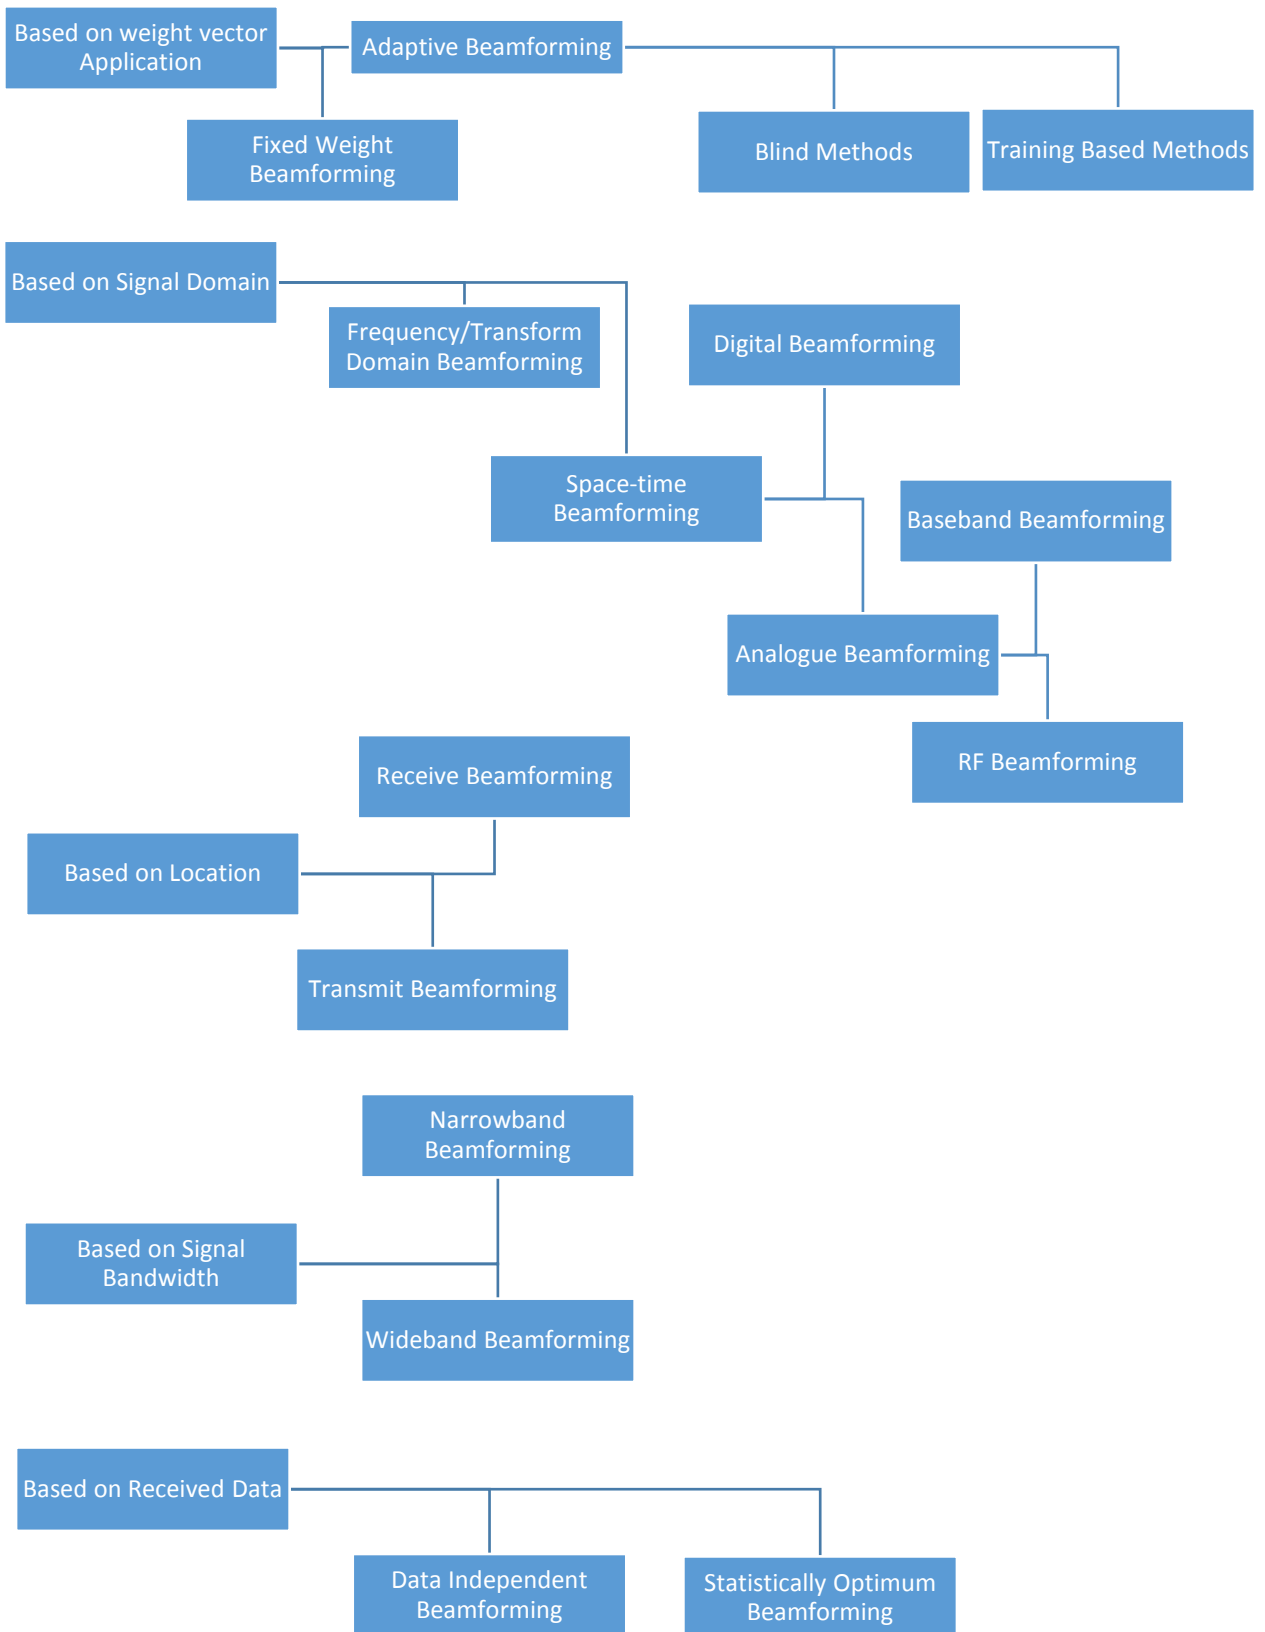 Based on weight vector
Application
Adaptive Beamforming
Fixed Weight
Beamforming
Blind Methods
Training Based Methods
Based on Signal Domain
Frequency/Transform
Domain Beamforming
Digital Beamforming
Space-time
Beamforming
Baseband Beamforming
Analogue Beamforming
RF Beamforming
Receive Beamforming
Based on Location
Transmit Beamforming
Narrowband
Beamforming
Based on Signal
Bandwidth
Wideband Beamforming
Based on Received Data
Data Independent
Beamforming
Statistically Optimum
Beamforming